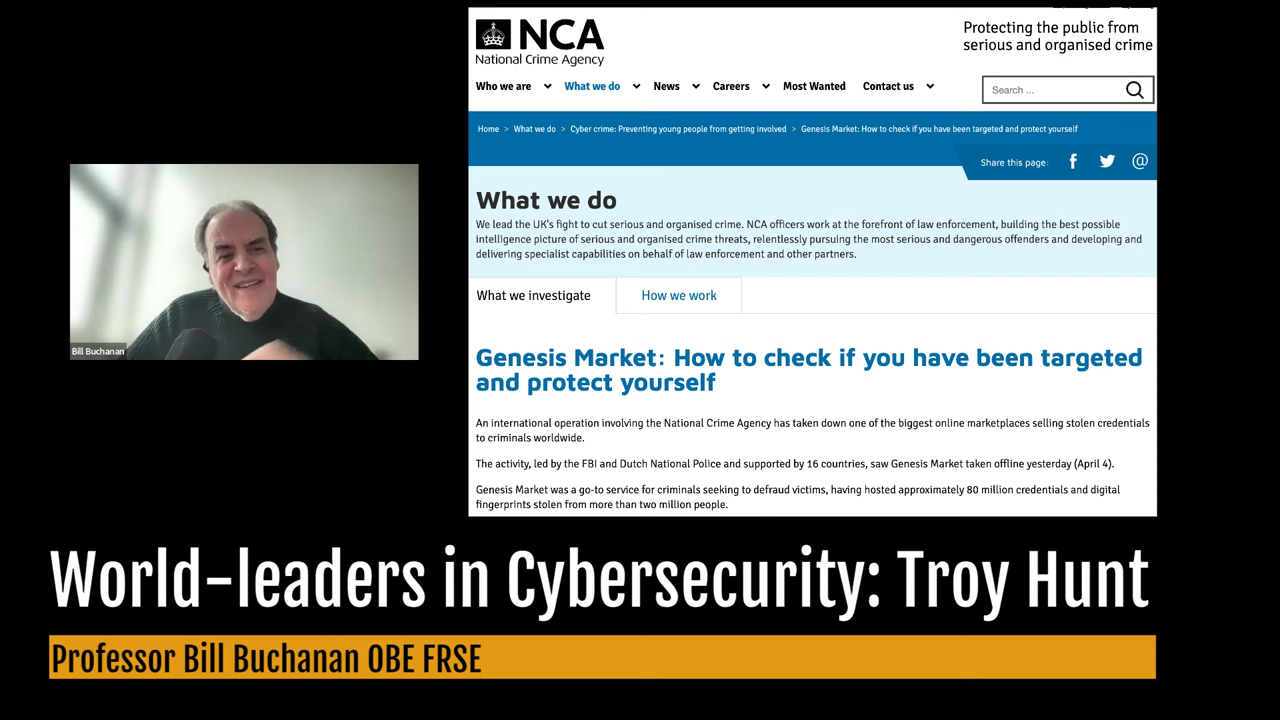 NCA
National Crime Agency
Protecting the public from
serious and organised crime
Who we are
What we do
News
Careers
Most Wanted
Contact us
Search ...
Home > What we do > Cyber crime: Preventing young people from getting involved > Genesis Market: How to check if you have been targeted and protect yourself
Share this page:
What we do
We lead the UK's fight to cut serious and organised crime. NCA officers work at the forefront of law enforcement, building the best possible
intelligence picture of serious and organised crime threats, relentlessly pursuing the most serious and dangerous offenders and developing and
delivering specialist capabilities on behalf of law enforcement and other partners.
What we investigate
How we work
Genesis Market: How to check if you have been targeted
and protect yourself
An international operation involving the National Crime Agency has taken down one of the biggest online marketplaces selling stolen credentials
to criminals worldwide.
The activity, led by the FBI and Dutch National Police and supported by 16 countries, saw Genesis Market taken offline yesterday (April 4).
Genesis Market was a go-to service for criminals seeking to defraud victims, having hosted approximately 80 million credentials and digital
fingerprints stolen from more than two million people.
Bill Buchanan
World-leaders in Cybersecurity: Troy Hunt
Professor Bill Buchanan OBE FRSE